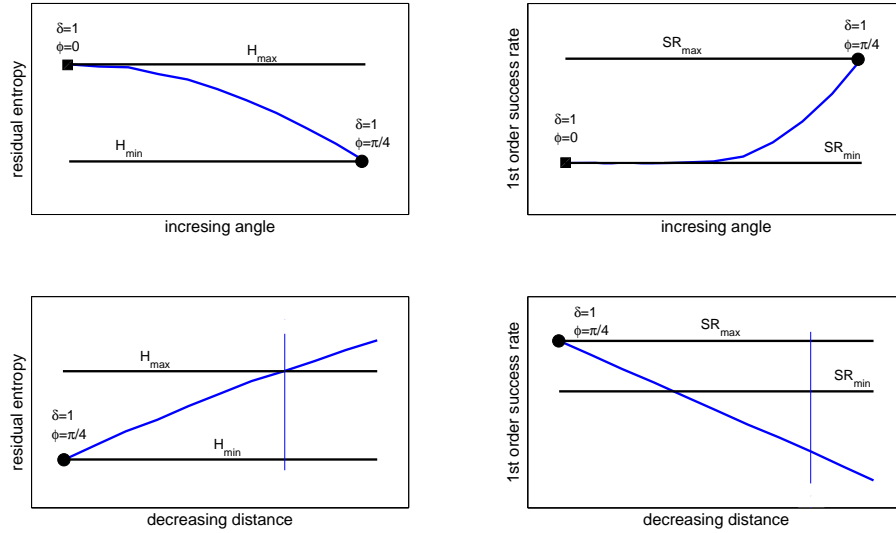 δ=1
φ=0
H_max
δ=1
φ=π/4
H_min
residual entropy
incresing angle
δ=1
φ=π/4
SR_max
δ=1
φ=0
SR_min
1st order success rate
incresing angle
H_max
δ=1
φ=π/4
H_min
residual entropy
decreasing distance
δ=1
φ=π/4
SR_max
SR_min
1st order success rate
decreasing distance